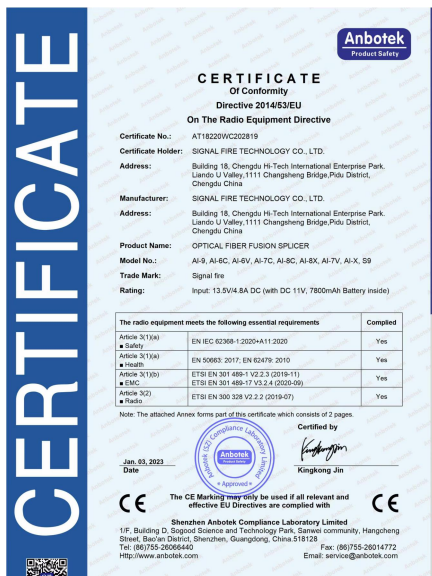 CERTIFICATE
Anbotek
Product Safety
CERTIFICATE
Of Conformity
Directive 2014/53/EU
On The Radio Equipment Directive
Certificate No.: AT18220WC202819
Certificate Holder: SIGNAL FIRE TECHNOLOGY CO., LTD.
Address: Building 18, Chengdu Hi-Tech International Enterprise Park.
Liando U Valley,1111 Changsheng Bridge,Pidu District,
Chengdu China
Manufacturer: SIGNAL FIRE TECHNOLOGY CO., LTD.
Address: Building 18, Chengdu Hi-Tech International Enterprise Park.
Liando U Valley,1111 Changsheng Bridge,Pidu District,
Chengdu China
Product Name: OPTICAL FIBER FUSION SPLICER
Model No.: AI-9, AI-6C, AI-6V, AI-7C, AI-8C, AI-8X, AI-7V, AI-X, S9
Trade Mark: Signal fire
Rating: Input: 13.5V/4.8A DC (with DC 11V, 7800mAh Battery inside)
The radio equipment meets the following essential requirements Complied
Article 3(1)(a)
■ Safety EN IEC 62368-1:2020+A11:2020 Yes
Article 3(1)(a)
■ Health EN 50663: 2017; EN 62479: 2010 Yes
Article 3(1)(b) ETSI EN 301 489-1 V2.2.3 (2019-11)
■ EMC ETSI EN 301 489-17 V3.2.4 (2020-09) Yes
Article 3(2)
■ Radio ETSI EN 300 328 V2.2.2 (2019-07) Yes
Note: The attached Annex forms part of this certificate which consists of 2 pages.
Certified by
Anbotek (SZ) Compliance Laboratory Limited
Anbotek
Product Safety
* Approved *
Jan. 03, 2023
Date
Kingkong Jin
Kingkong Jin
CE The CE Marking may only be used if all relevant and CE
effective EU Directives are complied with
Shenzhen Anbotek Compliance Laboratory Limited
1/F, Building D, Sogood Science and Technology Park, Sanwei community, Hangcheng
Street, Bao'an District, Shenzhen, Guangdong, China.518128
Tel: (86)755-26066440 Fax: (86)755-26014772
Http://www.anbotek.com Email: service@anbotek.com